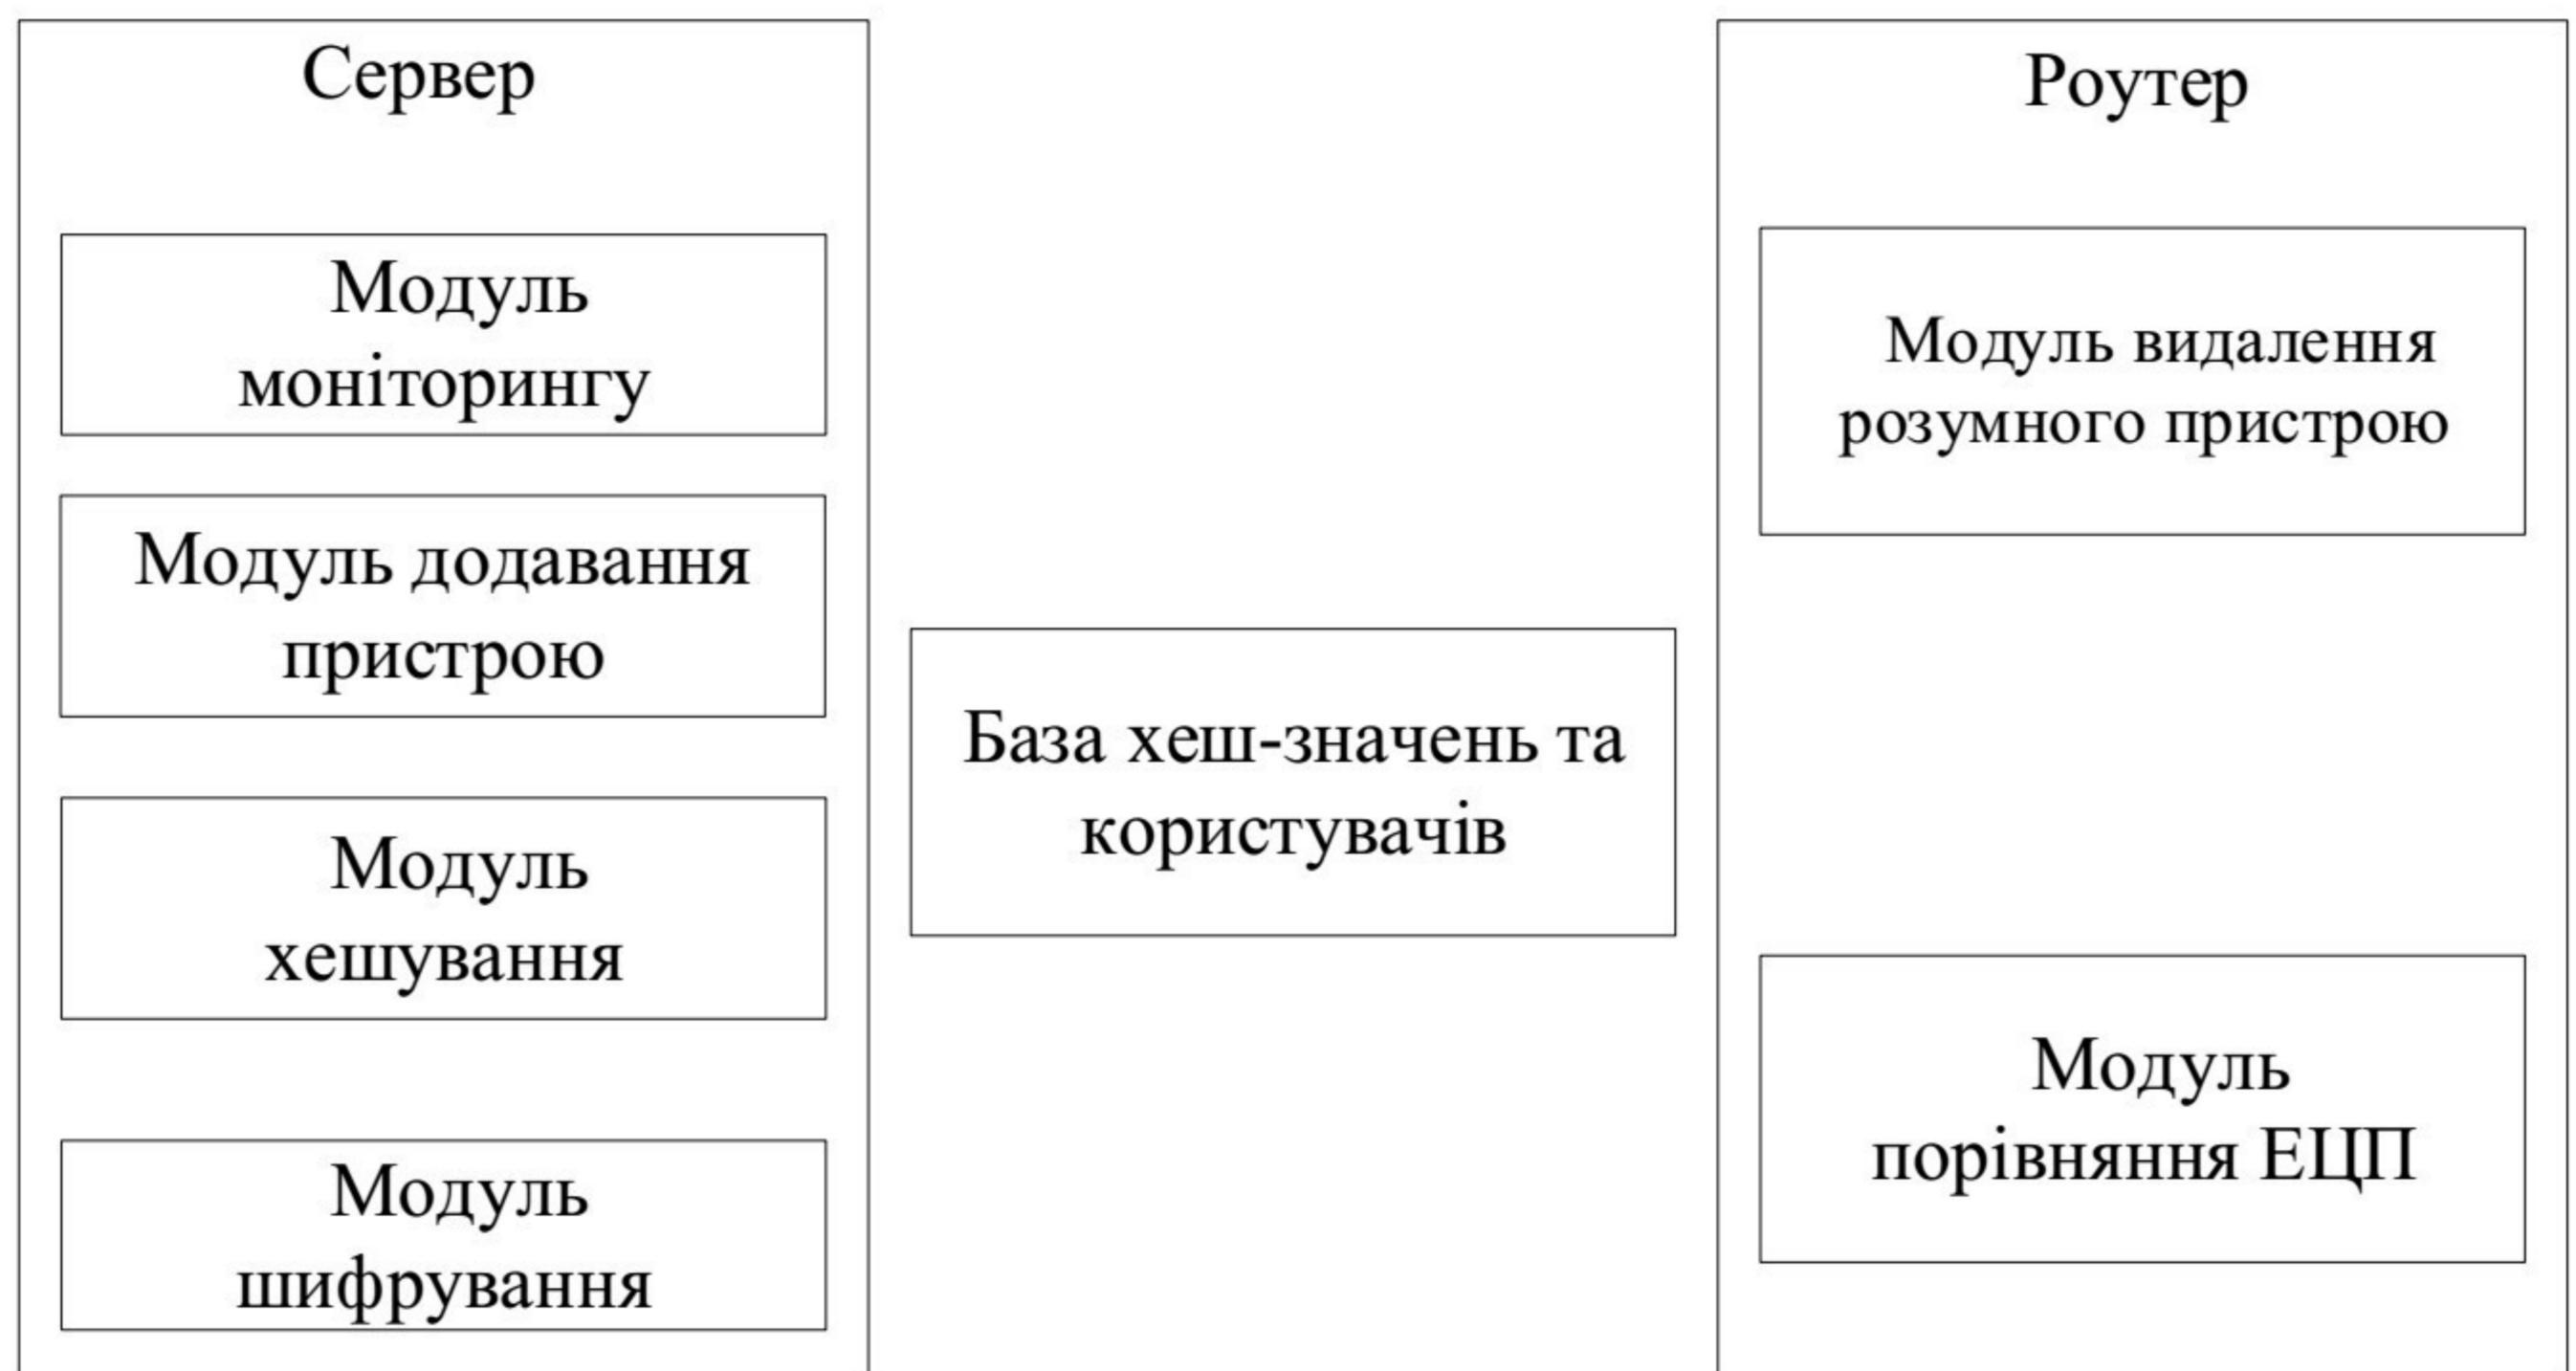 Сервер
Модуль
моніторингу
Модуль додавання
пристрою
Модуль
хешування
Модуль
шифрування
База хеш-значень та
користувачів
Роутер
Модуль видалення
розумного пристрою
Модуль
порівняння ЕЦП